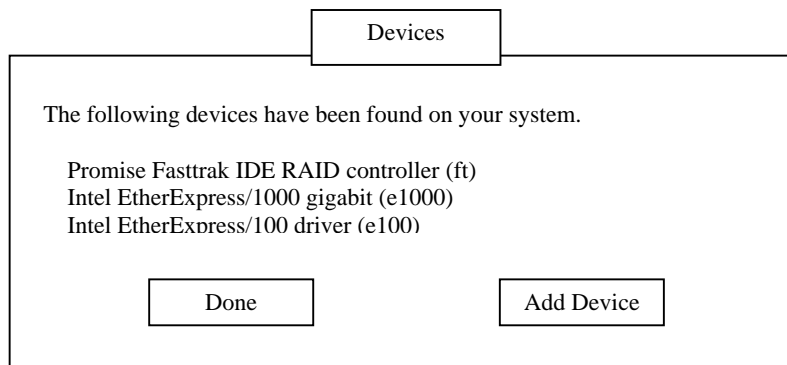 Devices
The following devices have been found on your system.
Promise Fasttrak IDE RAID controller (ft)
Intel EtherExpress/1000 gigabit (e1000)
Intel EtherExpress/100 driver (e100)
Done
Add Device